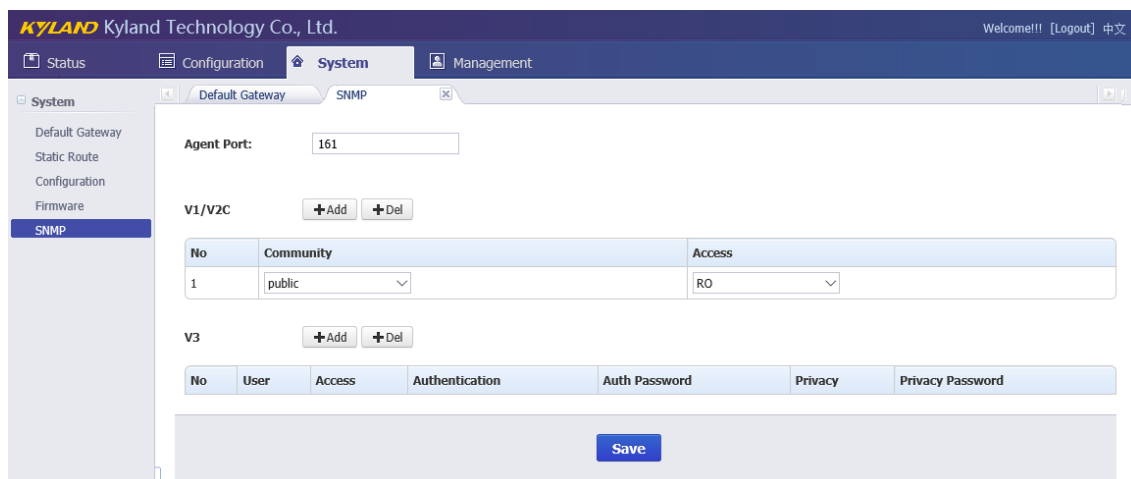 KYLAND Kyland Technology Co., Ltd.
Welcome!!! [Logout] 中文
Status Configuration System Management
System
Default Gateway
Static Route
Configuration
Firmware
SNMP
Default Gateway SNMP
Agent Port: 161
V1/V2C +Add +Del
No Community Access
1 public RO
V3 +Add +Del
No User Access Authentication Auth Password Privacy Privacy Password
Save